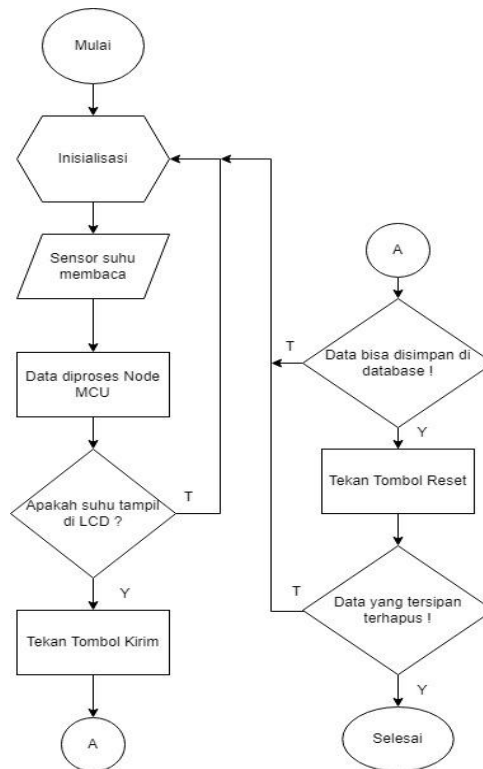 Mulai
Inisialisasi
Sensor suhu
membaca
Data diproses Node
MCU
Apakah suhu tampil
di LCD ?
T
Y
Tekan Tombol Kirim
A
A
Data bisa disimpan di
database !
T
Y
Tekan Tombol Reset
Data yang tersipan
terhapus !
T
Y
Selesai